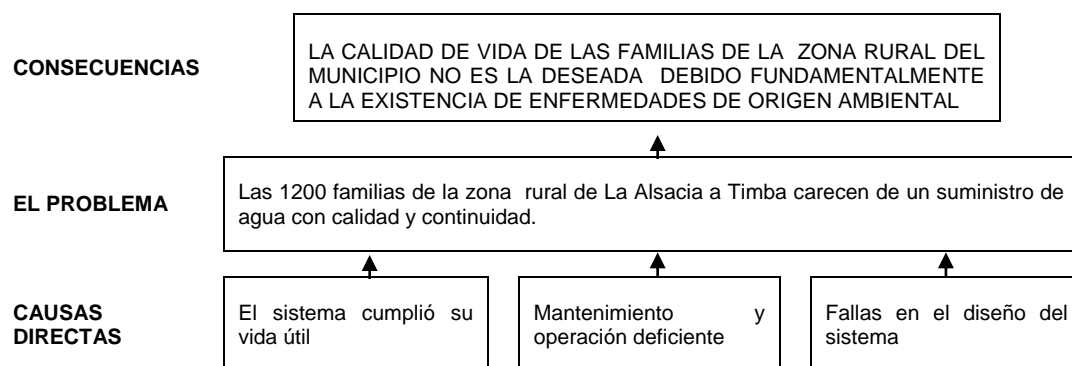 CONSECUENCIAS
LA CALIDAD DE VIDA DE LAS FAMILIAS DE LA ZONA RURAL DEL
MUNICIPIO NO ES LA DESEADA DEBIDO FUNDAMENTALMENTE
A LA EXISTENCIA DE ENFERMEDADES DE ORIGEN AMBIENTAL
EL PROBLEMA
Las 1200 familias de la zona rural de La Alsacia a Timba carecen de un suministro de
agua con calidad y continuidad.
CAUSAS
DIRECTAS
El sistema cumplió su
vida útil
Mantenimiento y
operación deficiente
Fallas en el diseño del
sistema